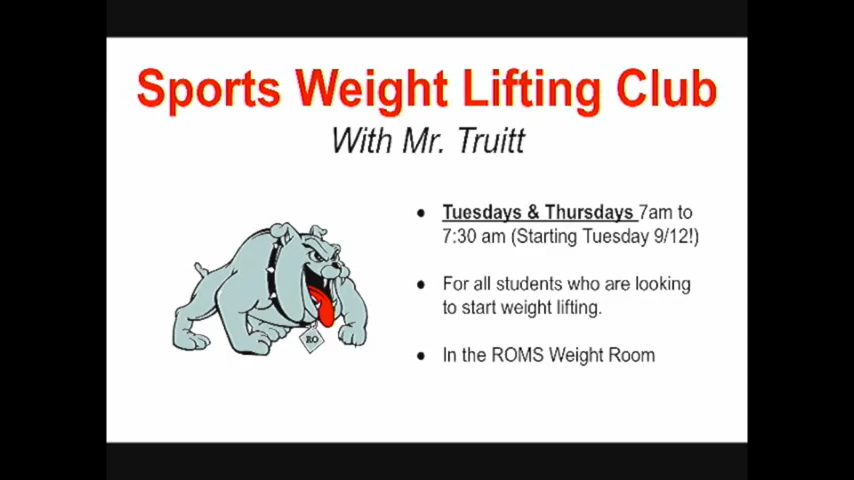 Sports Weight Lifting Club
With Mr. Truitt
● Tuesdays & Thursdays 7am to
7:30 am (Starting Tuesday 9/12!)
● For all students who are looking
to start weight lifting.
● In the ROMS Weight Room
RO